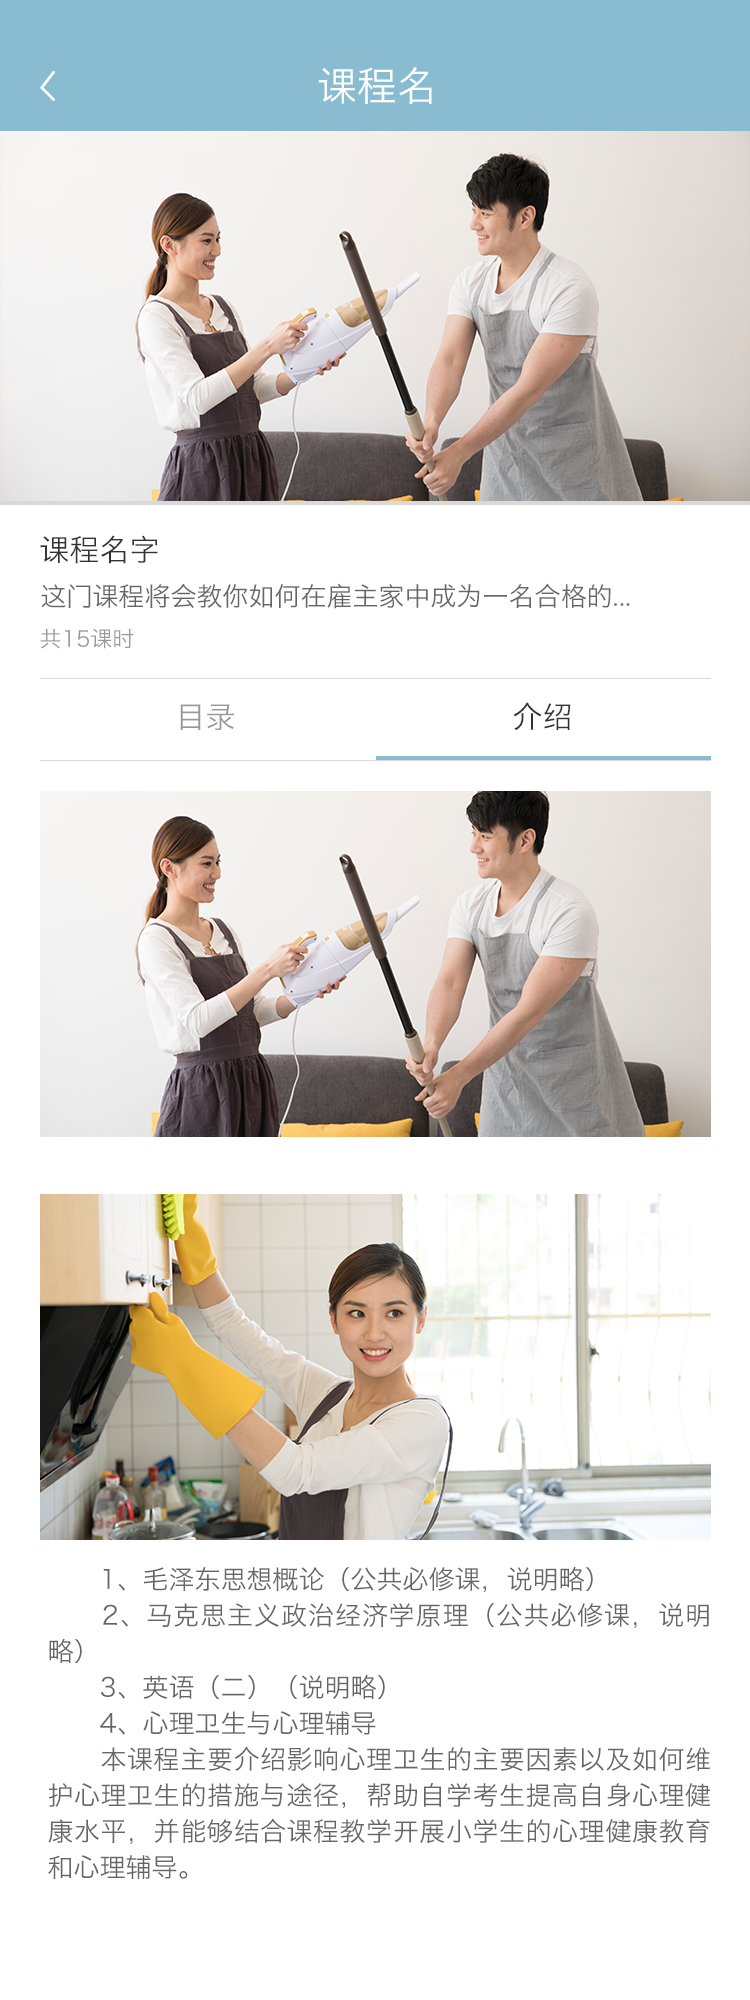 课程名
课程名字
这门课程将会教你如何在雇主家中成为一名合格的...
共15课时
目录
介绍
1、毛泽东思想概论（公共必修课，说明略）
2、马克思主义政治经济学原理（公共必修课，说明
略）
3、英语（二）（说明略）
4、心理卫生与心理辅导
本课程主要介绍影响心理卫生的主要因素以及如何维
护心理卫生的措施与途径，帮助自学考生提高自身心理健
康水平，并能够结合课程教学开展小学生的心理健康教育
和心理辅导。